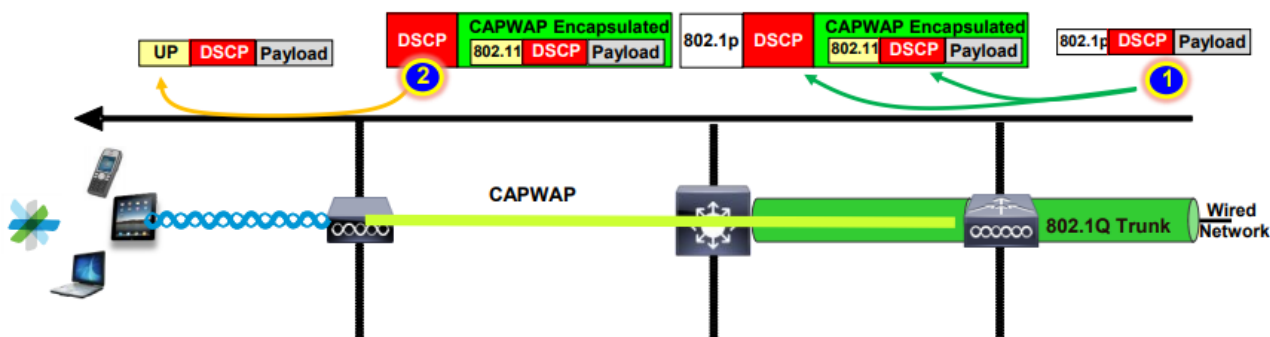 UP DSCP Payload
DSCP CAPWAP Encapsulated
802.11 DSCP Payload
2
802.1p DSCP CAPWAP Encapsulated
802.11 DSCP Payload
802.1p DSCP Payload
1
CAPWAP
802.1Q Trunk
Wired
Network